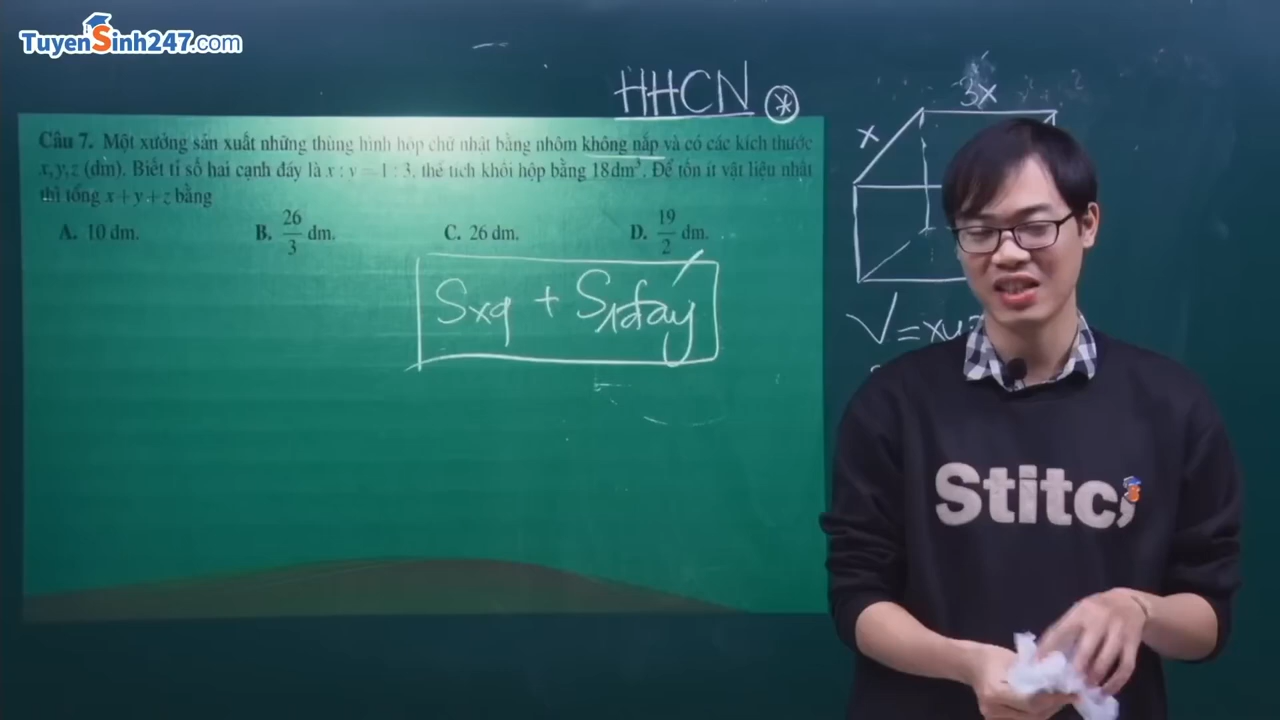 TuyenSinh247.com
HHCN *
Câu 7. Một xưởng sản xuất những thùng hình hộp chữ nhật bằng nhôm không nắp và có các kích thước
x, y, z (dm). Biết tỉ số hai cạnh đáy là x : y = 1 : 3, thể tích khối hộp bằng 18dm³. Để tốn ít vật liệu nhất
thì tổng x + y + z bằng
A. 10 dm. B. 26/3 dm. C. 26 dm. D. 19/2 dm.
Sxq + S1đáy
3x
x
V = xy
Stitch